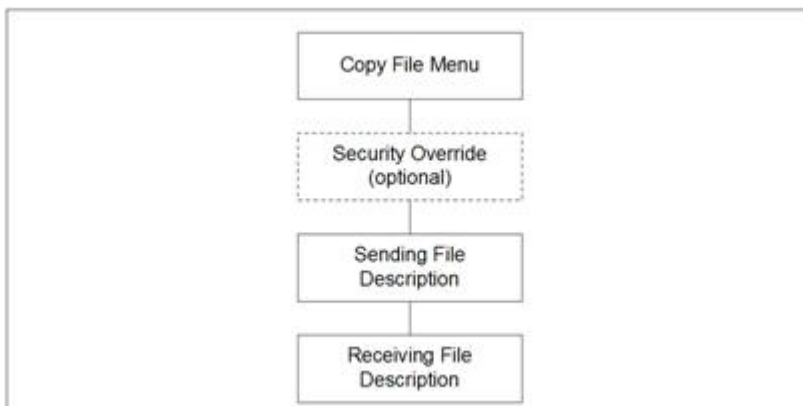 Copy File Menu
Security Override
(optional)
Sending File
Description
Receiving File
Description